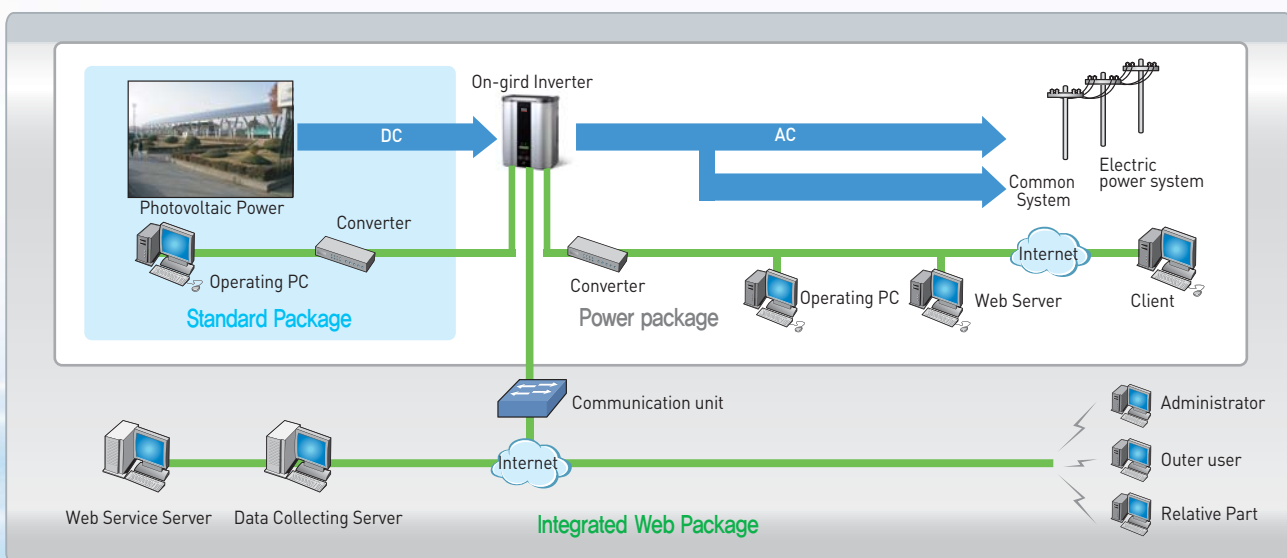 On-gird Inverter
DC
AC
Photovoltaic Power
Electric
power system
Common
System
Converter
Operating PC
Standard Package
Converter
Power package
Operating PC
Web Server
Internet
Client
Communication unit
Internet
Web Service Server
Data Collecting Server
Integrated Web Package
Administrator
Outer user
Relative Part